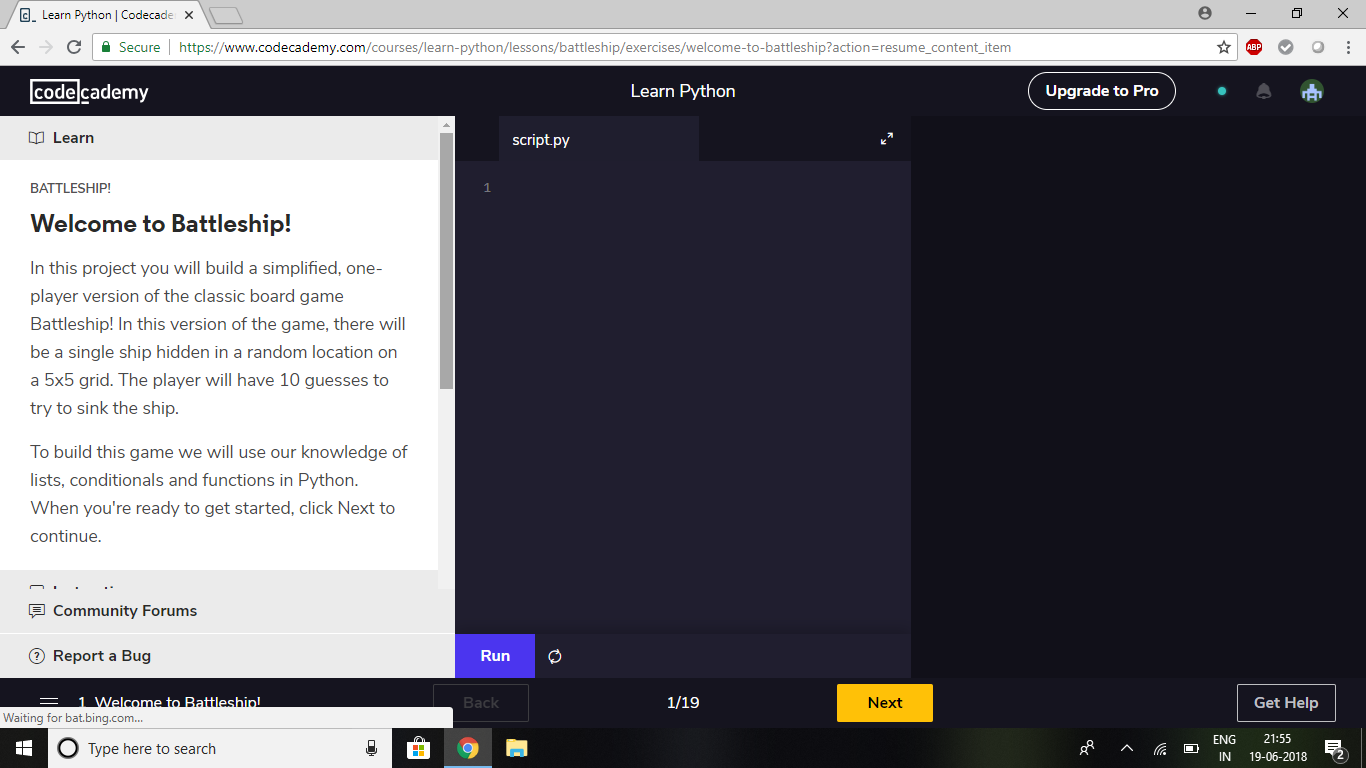 Learn Python | Codecade
Secure
https://www.codecademy.com/courses/learn-python/lessons/battleship/exercises/welcome-to-battleship?action=resume_content_item
ABP
codecademy
Learn Python
Upgrade to Pro
Learn
script.py
1
BATTLESHIP!
Welcome to Battleship!
In this project you will build a simplified, one-
player version of the classic board game
Battleship! In this version of the game, there will
be a single ship hidden in a random location on
a 5x5 grid. The player will have 10 guesses to
try to sink the ship.
To build this game we will use our knowledge of
lists, conditionals and functions in Python.
When you're ready to get started, click Next to
continue.
Community Forums
Report a Bug
Run
1. Welcome to Battleship!
Back
1/19
Next
Get Help
Waiting for bat.bing.com...
Type here to search
ENG
IN
21:55
19-06-2018
2